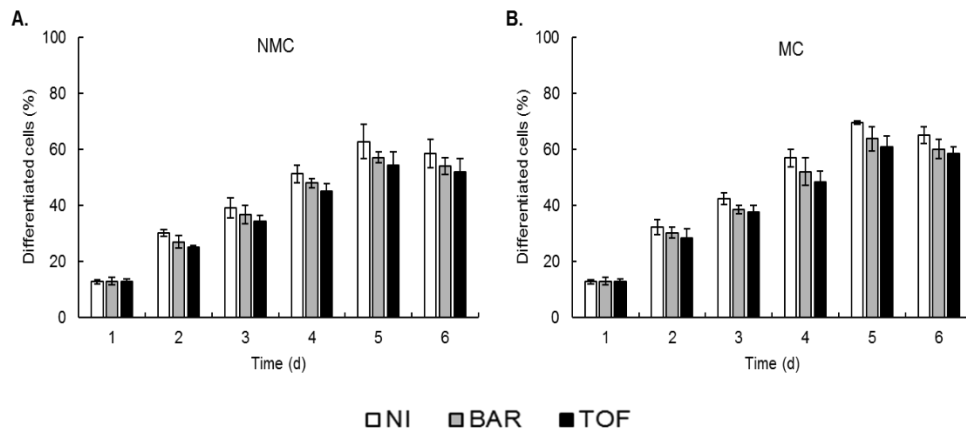 A.
NMC
Differentiated cells (%)
100
80
60
40
20
0
1 2 3 4 5 6
Time (d)
B.
MC
Differentiated cells (%)
100
80
60
40
20
0
1 2 3 4 5 6
Time (d)
NI BAR TOF